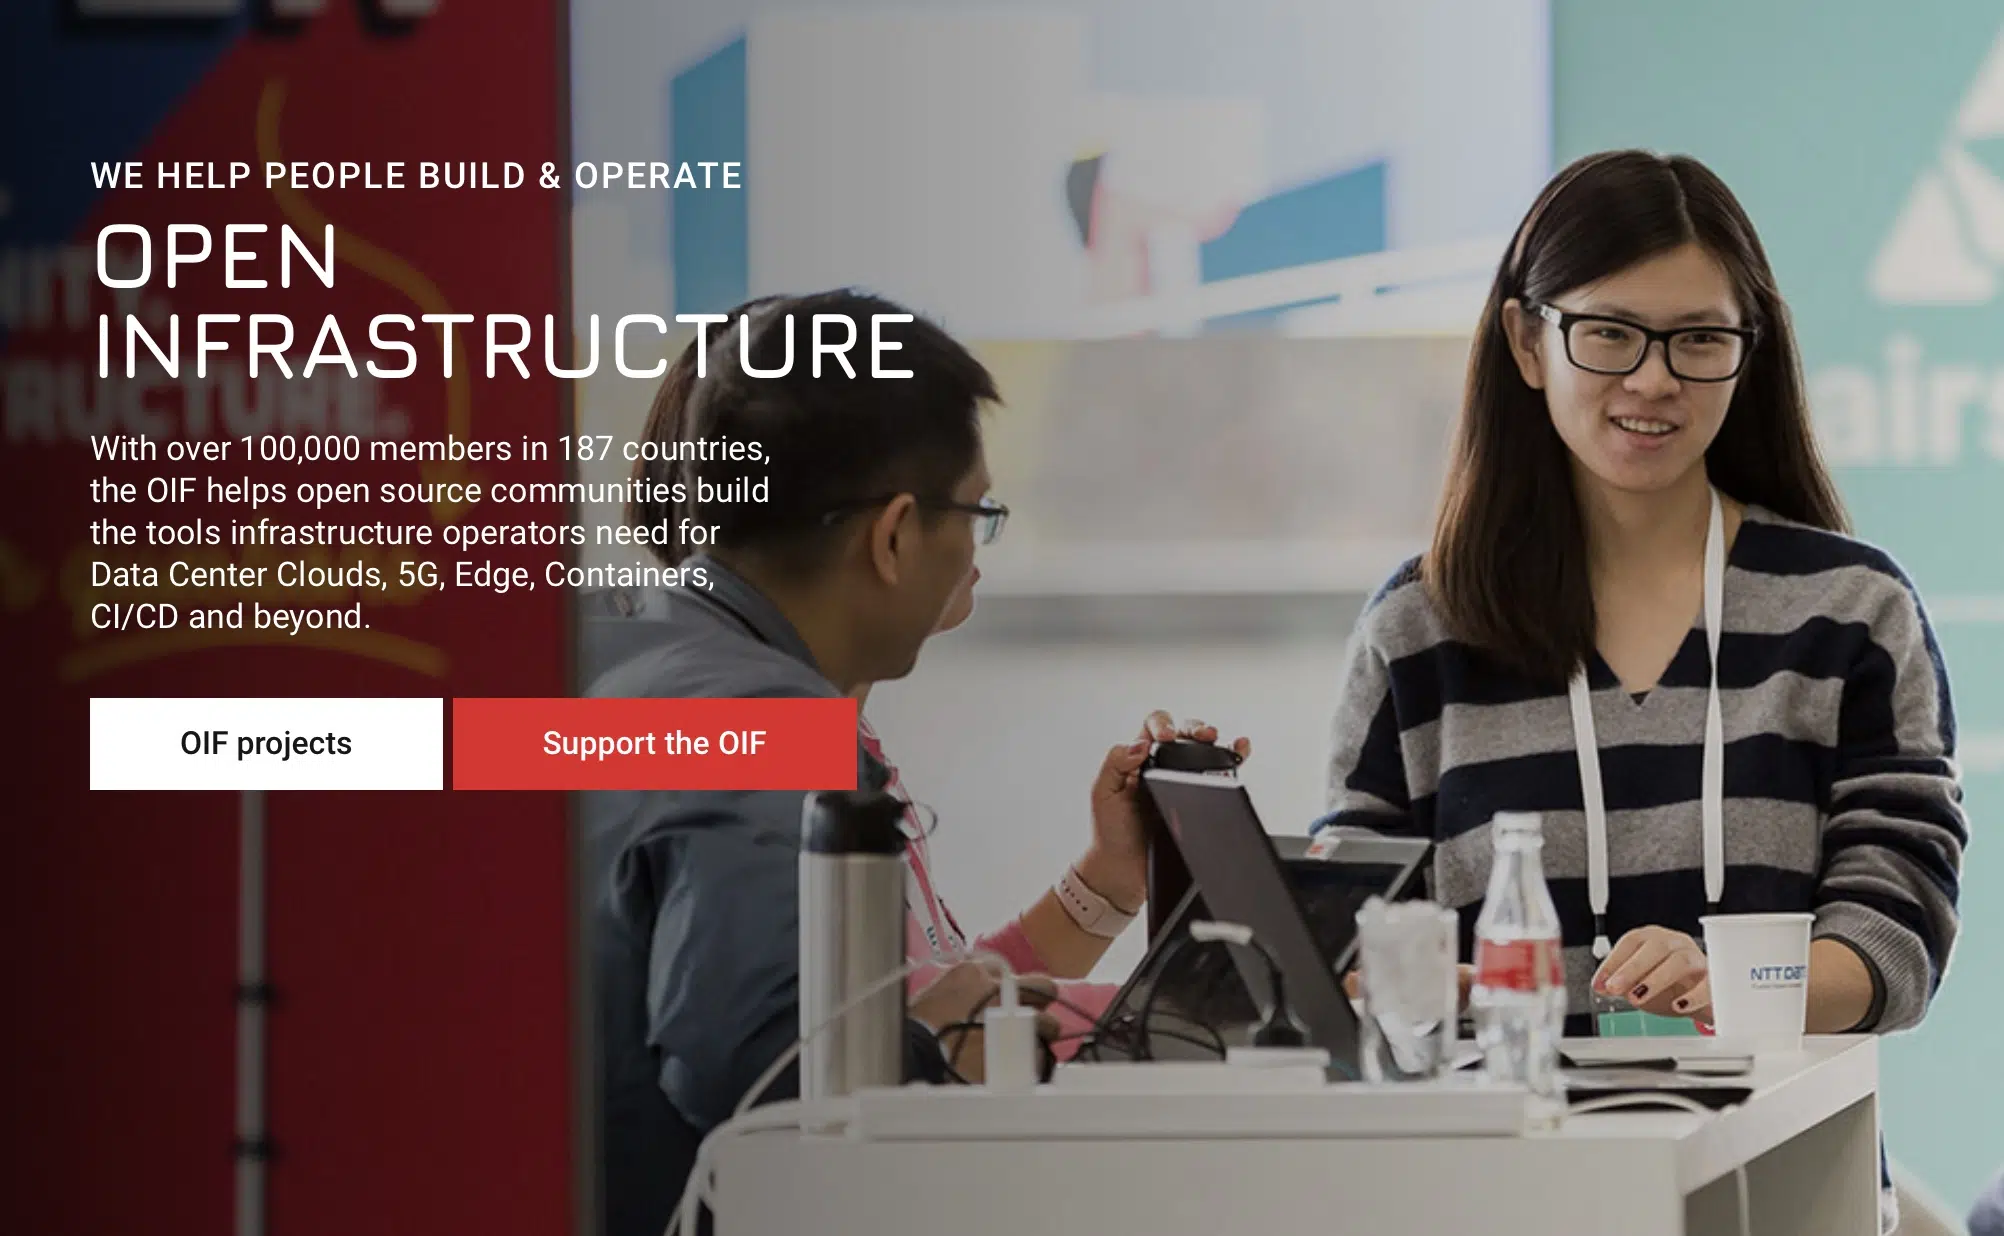 WE HELP PEOPLE BUILD & OPERATE
OPEN
INFRASTRUCTURE
With over 100,000 members in 187 countries,
the OIF helps open source communities build
the tools infrastructure operators need for
Data Center Clouds, 5G, Edge, Containers,
CI/CD and beyond.
OIF projects
Support the OIF
NTT